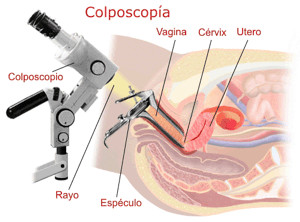 Colposcopía
Vagina
Cérvix
Utero
Colposcopio
Rayo
Espéculo